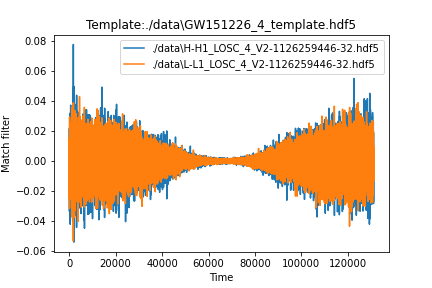 Template:./data\GW151226_4_template.hdf5
./data\H-H1_LOSC_4_V2-1126259446-32.hdf5
./data\L-L1_LOSC_4_V2-1126259446-32.hdf5
Match filter
0.08
0.06
0.04
0.02
0.00
−0.02
−0.04
−0.06
0 20000 40000 60000 80000 100000 120000
Time